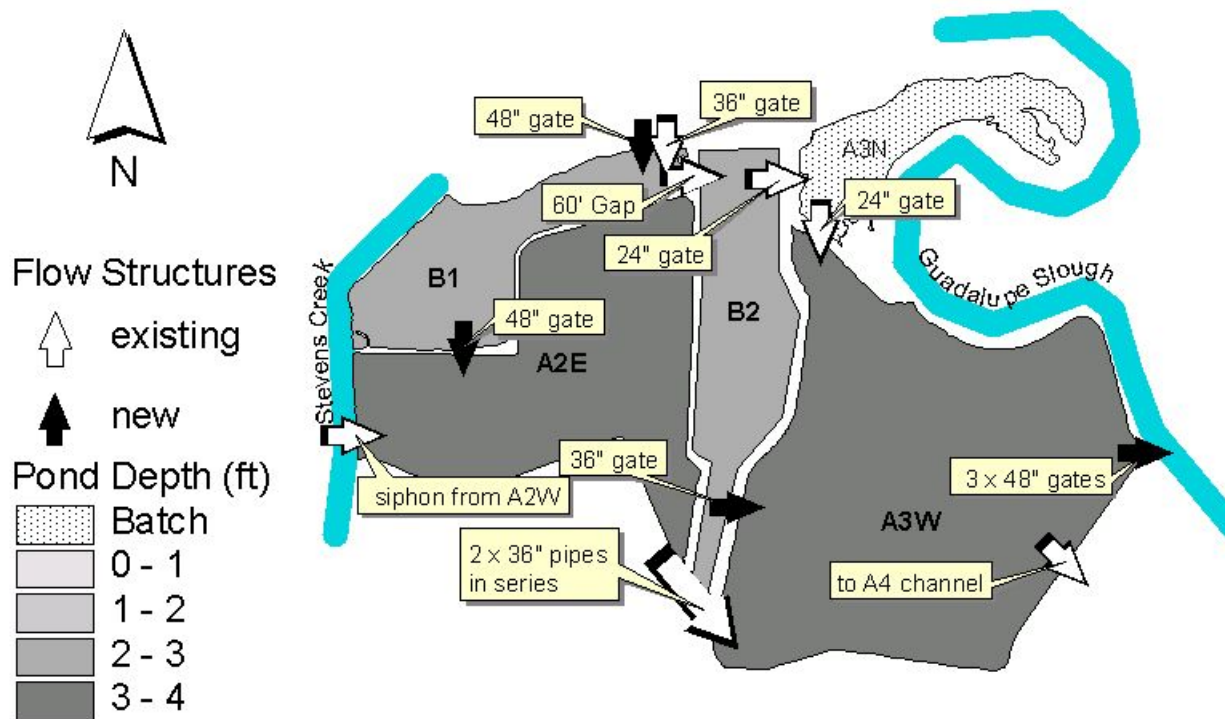 N
Flow Structures
existing
new
Pond Depth (ft)
Batch
0 - 1
1 - 2
2 - 3
3 - 4
48" gate
36" gate
A3N
60' Gap
24" gate
24" gate
B1
Stevens Creek
48" gate
A2E
B2
Guadalupe Slough
siphon from A2W
36" gate
3 x 48" gates
A3W
2 x 36" pipes
in series
to A4 channel